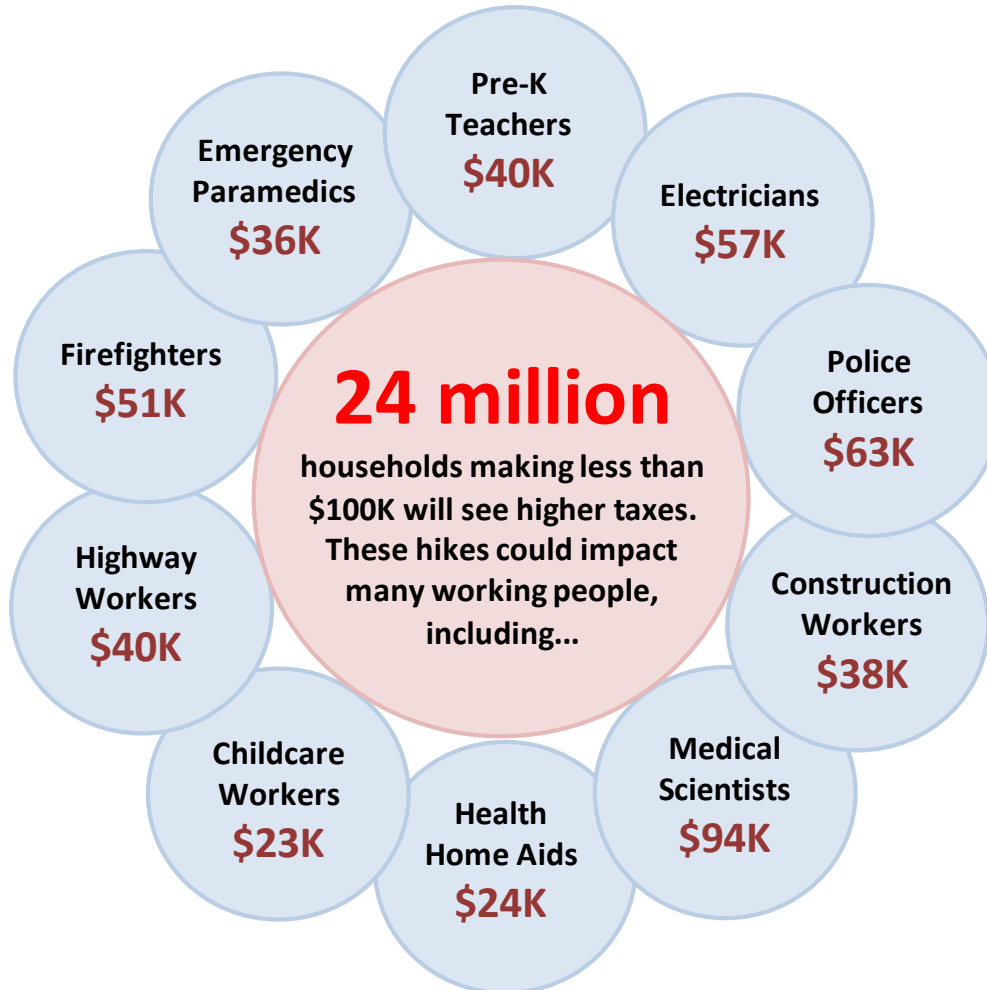 24 million
households making less than
$100K will see higher taxes.
These hikes could impact
many working people,
including...
Pre-K
Teachers
$40K
Electricians
$57K
Police
Officers
$63K
Construction
Workers
$38K
Medical
Scientists
$94K
Health
Home Aids
$24K
Childcare
Workers
$23K
Highway
Workers
$40K
Firefighters
$51K
Emergency
Paramedics
$36K